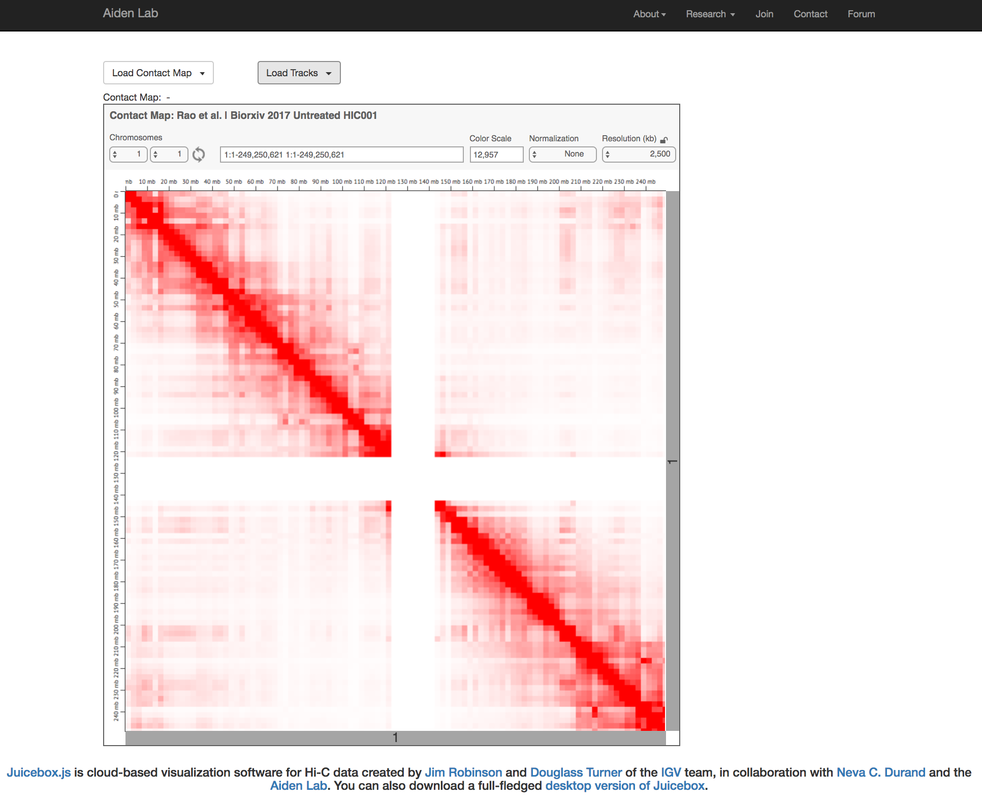 Aiden Lab About Research Join Contact Forum
Load Contact Map Load Tracks
Contact Map: -
Contact Map: Rao et al. | Biorxiv 2017 Untreated HIC001
Chromosomes Color Scale Normalization Resolution (kb)
1 1 1:1-249,250,621 1:1-249,250,621 12,957 None 2,500
mb 10 mb 20 mb 30 mb 40 mb 50 mb 60 mb 70 mb 80 mb 90 mb 100 mb 110 mb 120 mb 130 mb 140 mb 150 mb 160 mb 170 mb 180 mb 190 mb 200 mb 210 mb 220 mb 230 mb 240 mb
0
10 mb
20 mb
30 mb
40 mb
50 mb
60 mb
70 mb
80 mb
90 mb
100 mb
110 mb
120 mb
130 mb
140 mb
150 mb
160 mb
170 mb
180 mb
190 mb
200 mb
210 mb
220 mb
230 mb
240 mb
1
1
Juicebox.js is cloud-based visualization software for Hi-C data created by Jim Robinson and Douglass Turner of the IGV team, in collaboration with Neva C. Durand and the
Aiden Lab. You can also download a full-fledged desktop version of Juicebox.